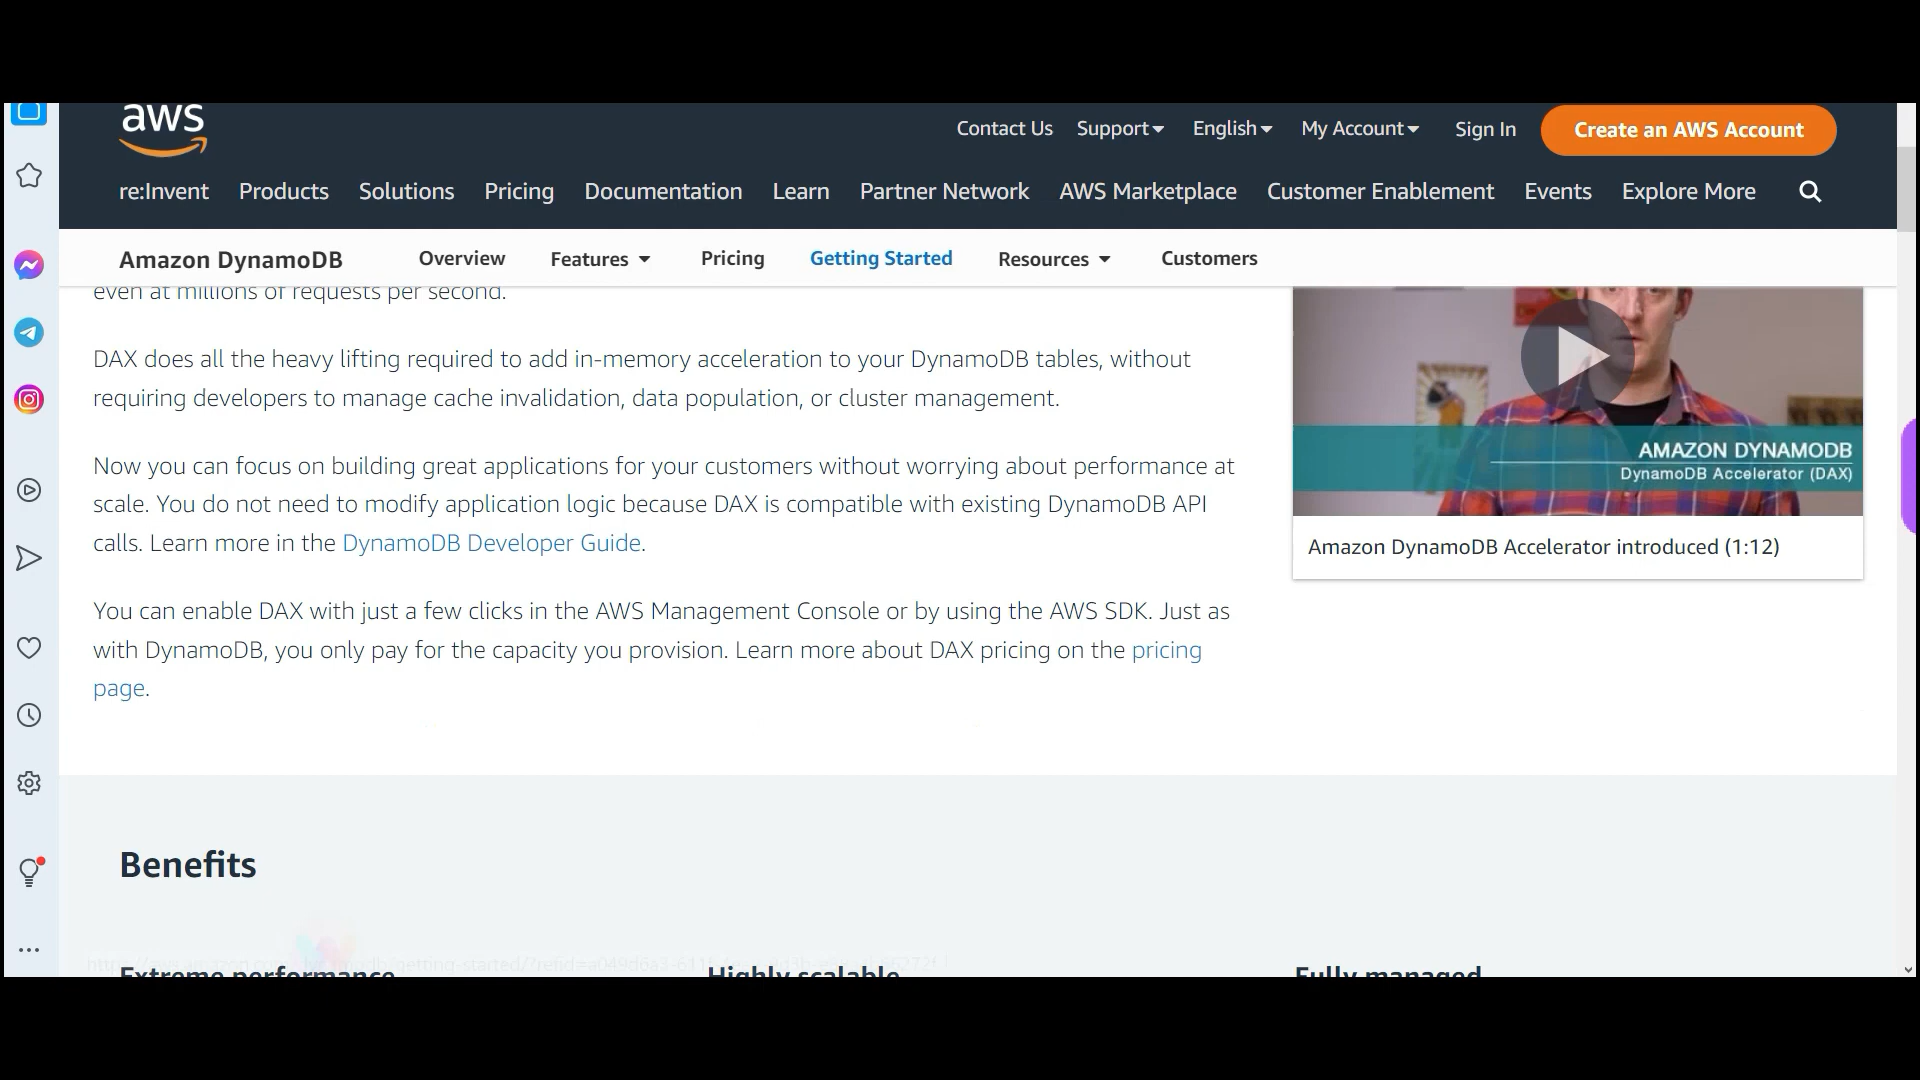 aws
Contact Us Support English My Account Sign In Create an AWS Account
re:Invent Products Solutions Pricing Documentation Learn Partner Network AWS Marketplace Customer Enablement Events Explore More
Amazon DynamoDB Overview Features Pricing Getting Started Resources Customers
even at millions of requests per second.
DAX does all the heavy lifting required to add in-memory acceleration to your DynamoDB tables, without
requiring developers to manage cache invalidation, data population, or cluster management.
Now you can focus on building great applications for your customers without worrying about performance at
scale. You do not need to modify application logic because DAX is compatible with existing DynamoDB API
calls. Learn more in the DynamoDB Developer Guide.
You can enable DAX with just a few clicks in the AWS Management Console or by using the AWS SDK. Just as
with DynamoDB, you only pay for the capacity you provision. Learn more about DAX pricing on the pricing
page.
AMAZON DYNAMODB
DynamoDB Accelerator (DAX)
Amazon DynamoDB Accelerator introduced (1:12)
Benefits
Extreme performance Highly scalable Fully managed